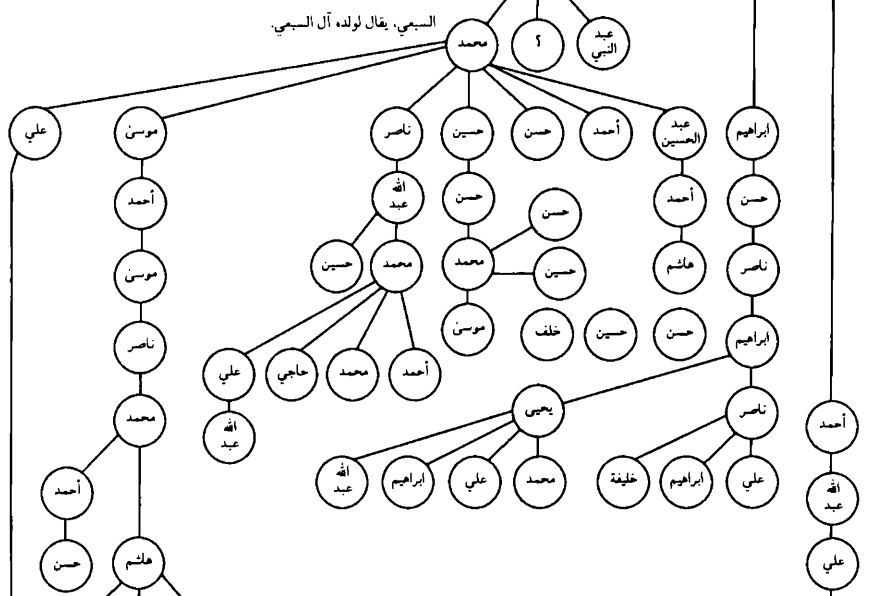 السبعي، يقال لولده آل السبعي.
محمد
؟
عبد
النبي
علي
موسىٰ
ناصر
حسين
حسن
أحمد
عبد
الحسين
ابراهيم
أحمد
الله
عبد
حسن
حسن
أحمد
حسن
موسىٰ
حسين
محمد
محمد
حسين
هاشم
ناصر
ناصر
موسىٰ
خلف
حسين
حسن
ابراهيم
علي
حاجي
محمد
أحمد
محمد
الله
عبد
يحيى
ناصر
أحمد
أحمد
الله
عبد
ابراهيم
علي
محمد
خليفة
ابراهيم
علي
الله
عبد
حسن
هاشم
علي